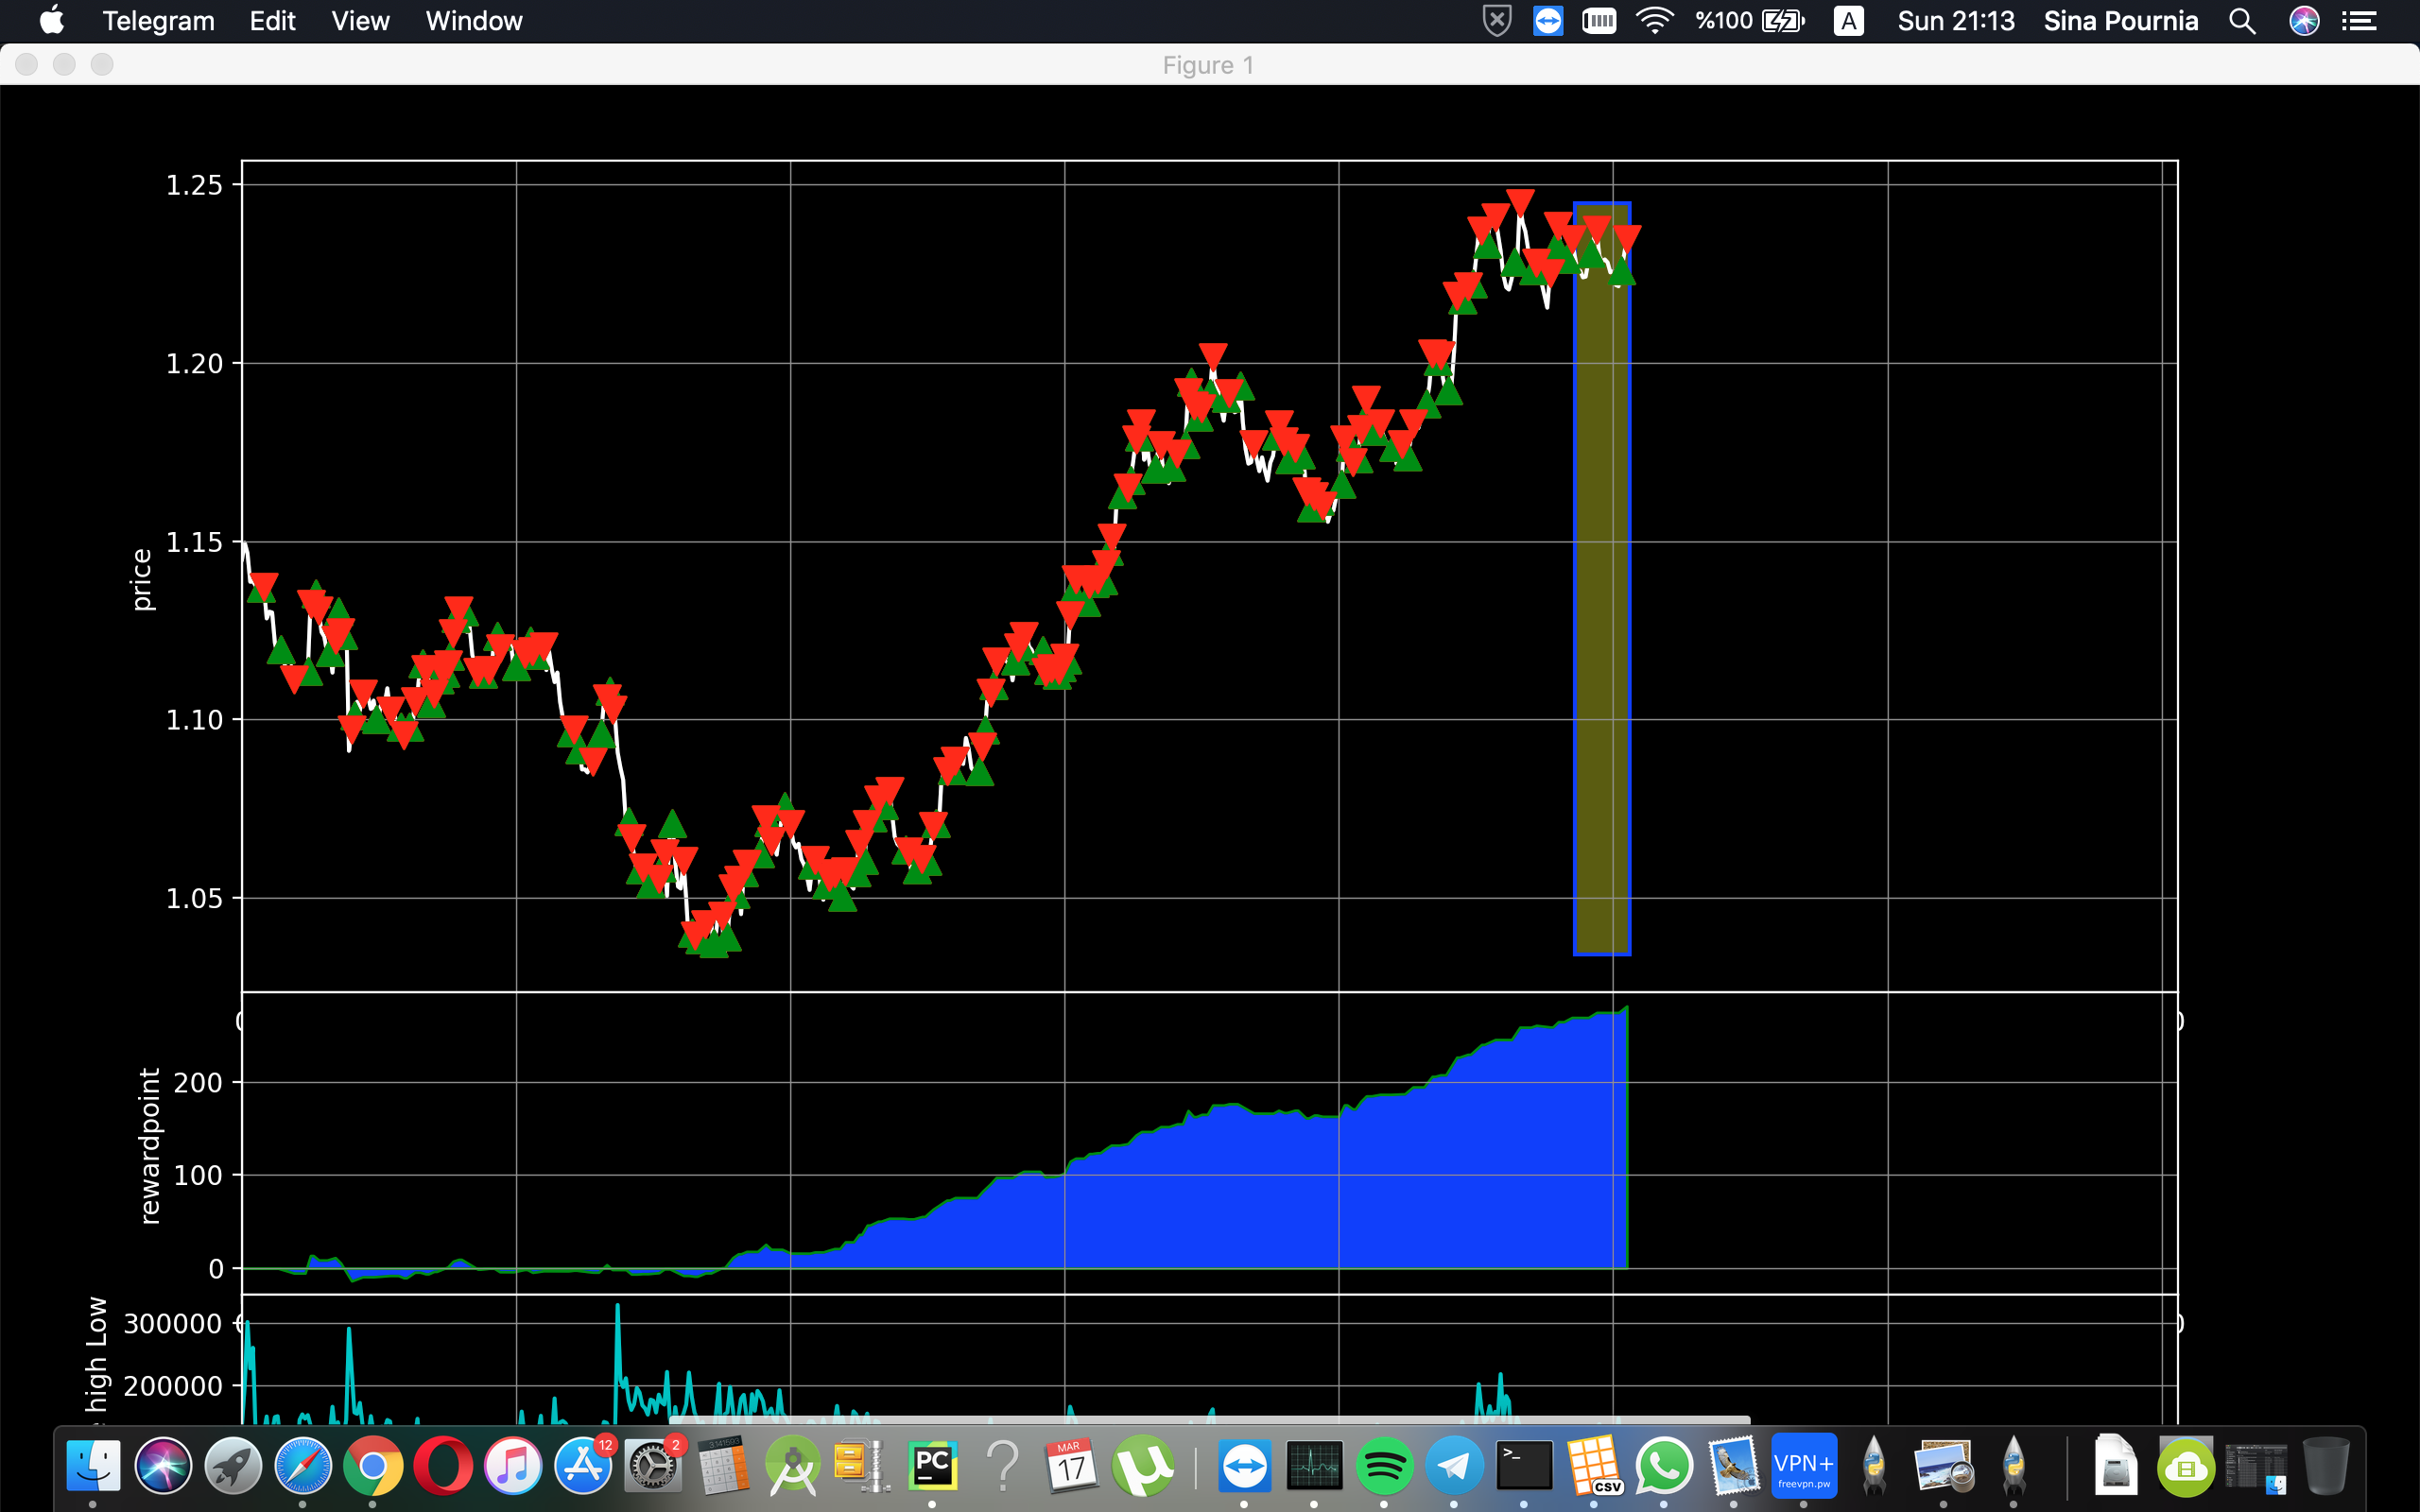 Telegram Edit View Window %100 A Sun 21:13 Sina Pournia
Figure 1
1.25
1.20
1.15
1.10
1.05
price
200
100
0
rewardpoint
300000
200000
high Low
12
2
3.141593
PC
MAR
17
>_
CSV
VPN+
freevpn.pw